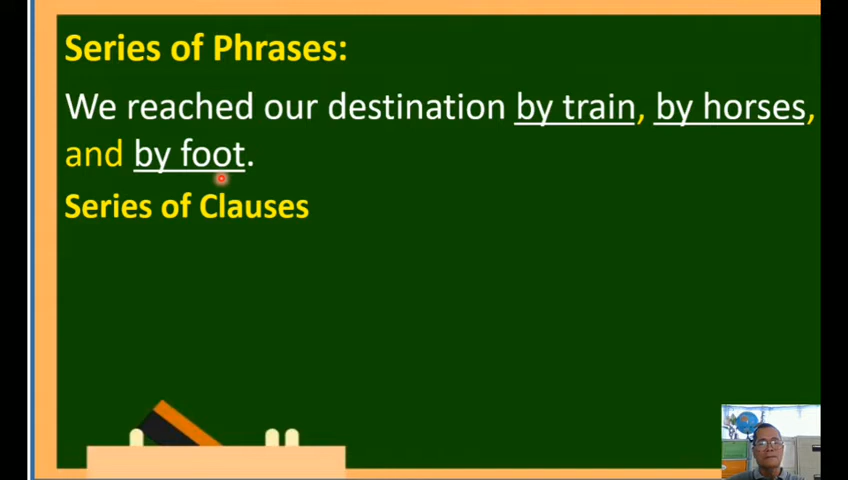 Series of Phrases:
We reached our destination by train, by horses,
and by foot.
Series of Clauses